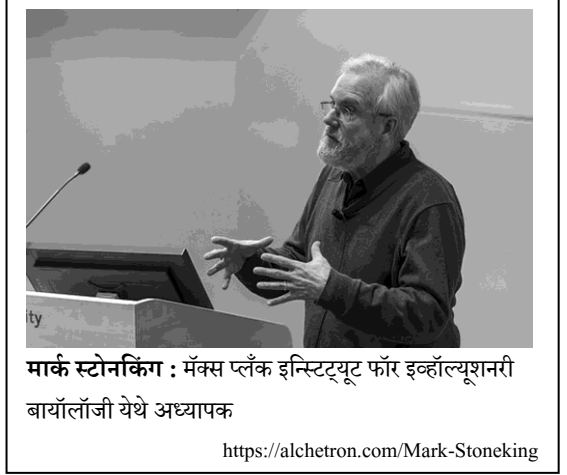 ity
मार्क स्टोनकिंग : मॅक्स प्लँक इन्स्टिट्यूट फॉर इव्हॉल्यूशनरी
बायॉलॉजी येथे अध्यापक
https://alchetron.com/Mark-Stoneking